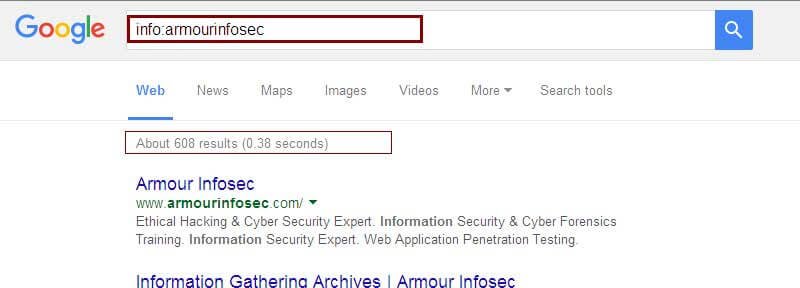 Google info:armourinfosec
Web News Maps Images Videos More Search tools
About 608 results (0.38 seconds)
Armour Infosec
www.armourinfosec.com/
Ethical Hacking & Cyber Security Expert. Information Security & Cyber Forensics
Training. Information Security Expert. Web Application Penetration Testing.
Information Gathering Archives | Armour Infosec